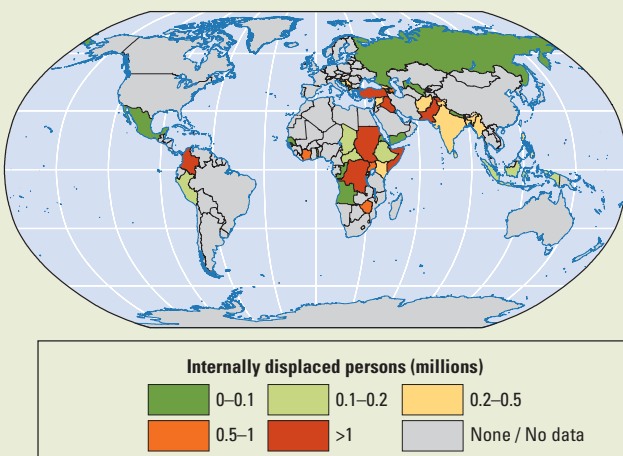 Internally displaced persons (millions)
0–0.1 0.1–0.2 0.2–0.5
0.5–1 >1 None / No data